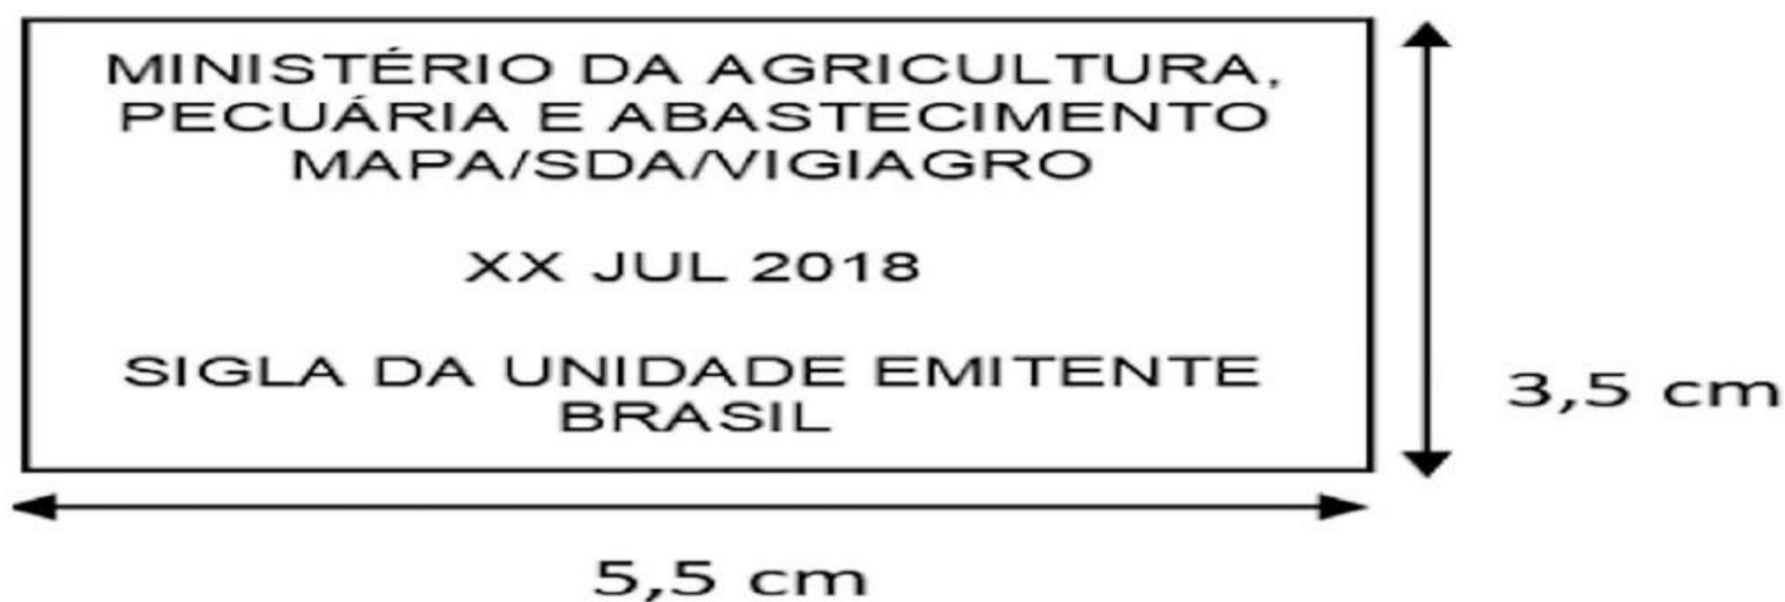 MINISTÉRIO DA AGRICULTURA,
PECUÁRIA E ABASTECIMENTO
MAPA/SDA/VIGIAGRO
XX JUL 2018
SIGLA DA UNIDADE EMITENTE
BRASIL
3,5 cm
5,5 cm